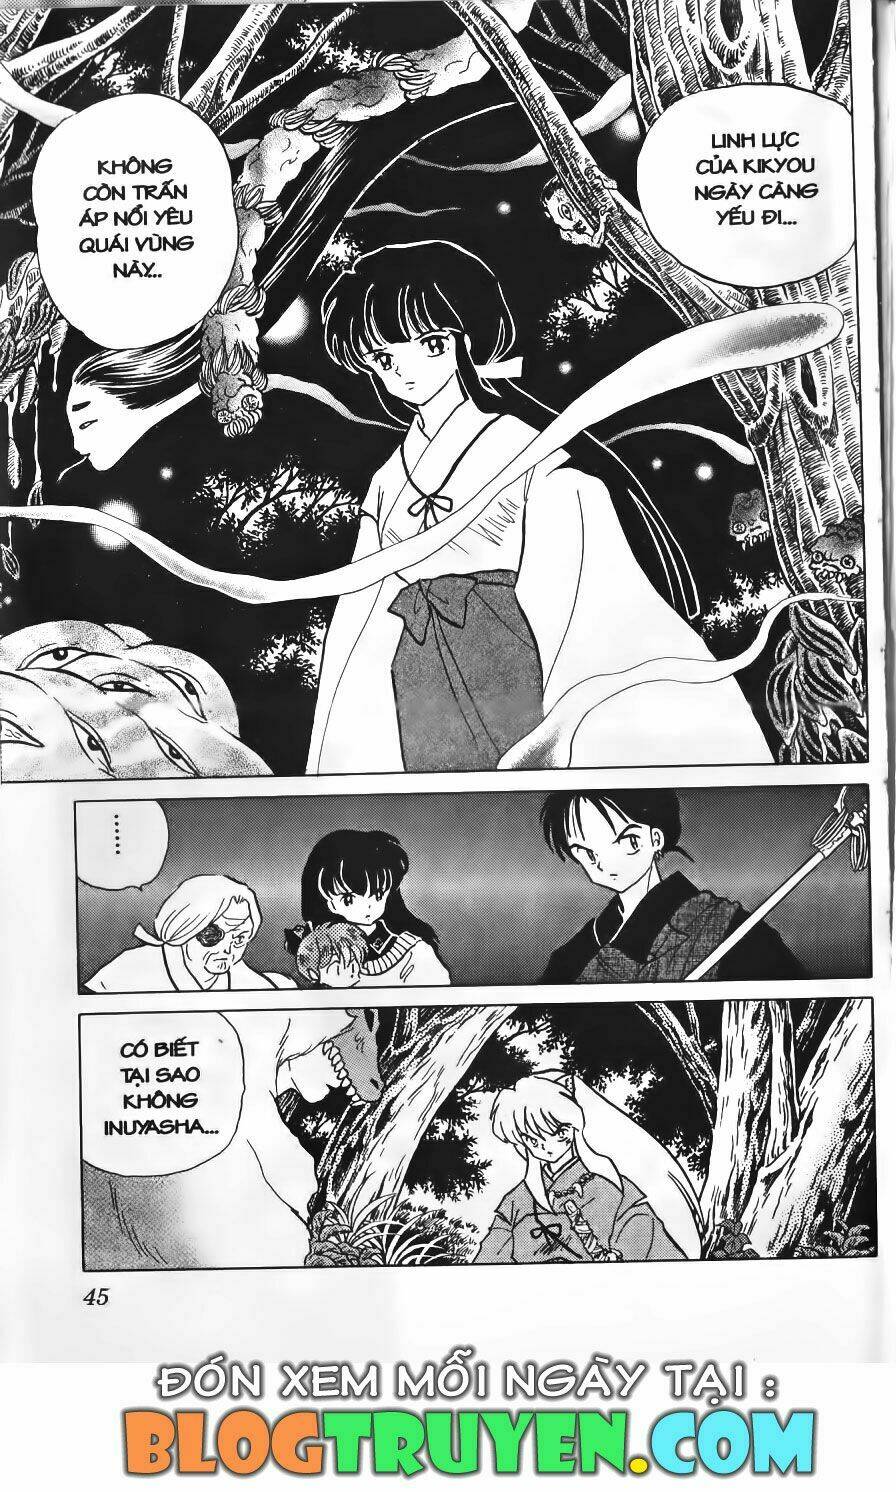 LINH LỰC
CỦA KIKYOU
NGÀY CÀNG
YẾU ĐI...
KHÔNG
CÒN TRẤN
ÁP NỔI YÊU
QUÁI VÙNG
NÀY...
......
CÓ BIẾT
TẠI SAO
KHÔNG
INUYASHA...
45
ĐÓN XEM MỖI NGÀY TẠI :
BLOGTRUYEN.COM